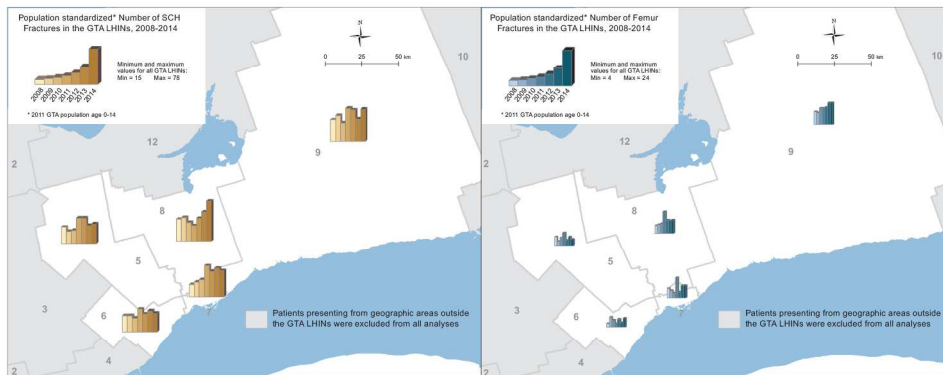 Population standardized* Number of SCH
Fractures in the GTA LHINs, 2008-2014
Minimum and maximum
values for all GTA LHINs:
Min = 15 Max = 78
2008 2009 2010 2011 2012 2013 2014
* 2011 GTA population age 0-14
N
0 25 50 km
10
12
9
2
8
5
3
6
7
4
2
Patients presenting from geographic areas outside
the GTA LHINs were excluded from all analyses
Population standardized* Number of Femur
Fractures in the GTA LHINs, 2008-2014
Minimum and maximum
values for all GTA LHINs:
Min = 4 Max = 24
2008 2009 2010 2011 2012 2013 2014
* 2011 GTA population age 0-14
N
0 25 50 km
10
12
9
2
8
5
3
6
7
4
2
Patients presenting from geographic areas outside
the GTA LHINs were excluded from all analyses